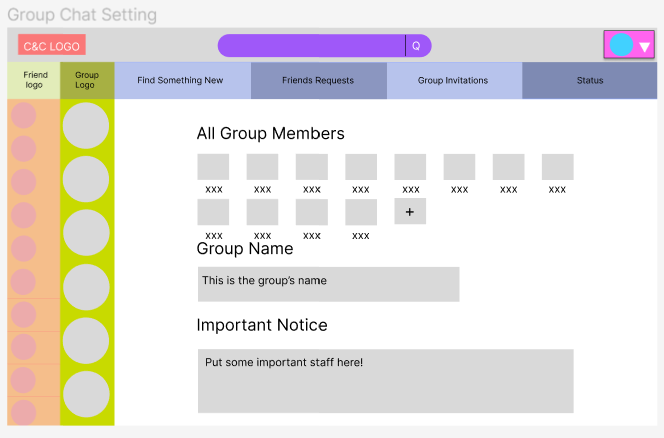 Group Chat Setting
C&C LOGO
Q
Friend
logo
Group
Logo
Find Something New
Friends Requests
Group Invitations
Status
All Group Members
xxx xxx xxx xxx xxx xxx xxx xxx
+
xxx xxx xxx xxx
Group Name
This is the group's name
Important Notice
Put some important staff here!